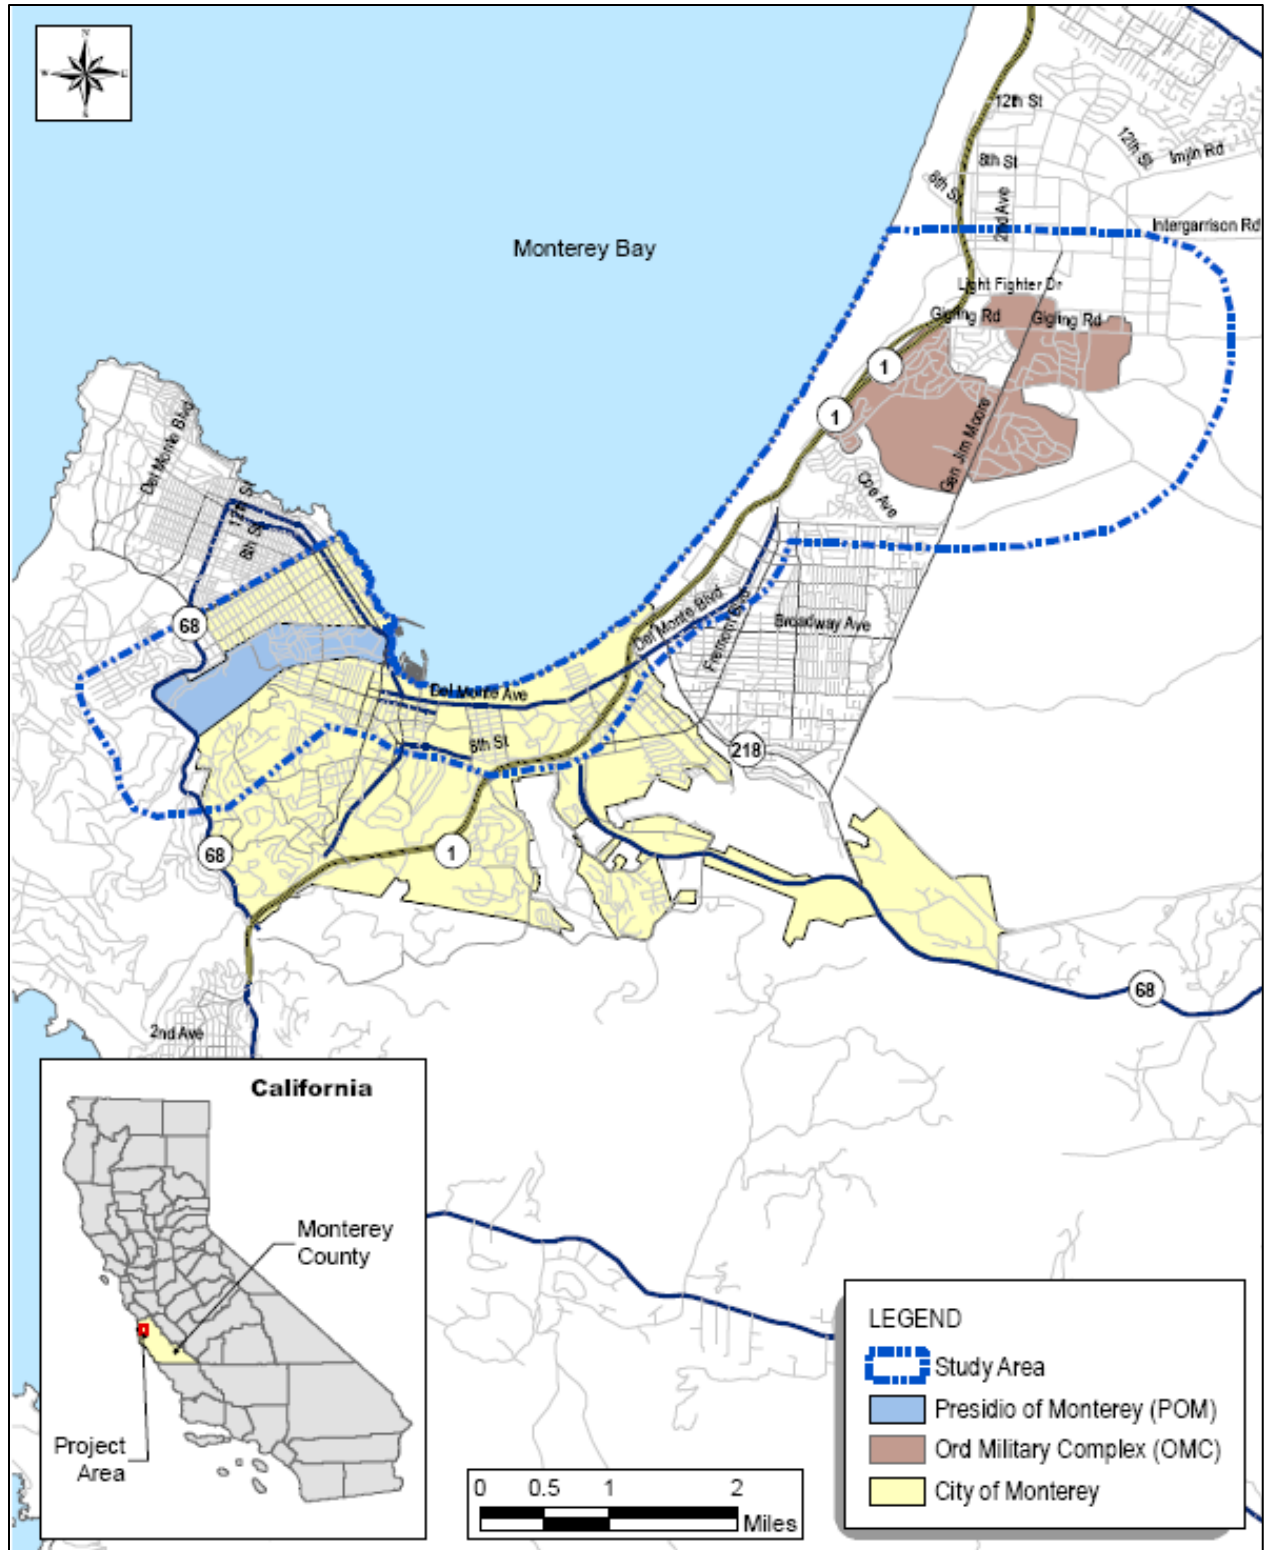 N
W
E
12th St
12th St
Imjin Rd
8th St
8th St
2nd Ave
Intergarrison Rd
Monterey Bay
Light Fighter Dr
Gigling Rd
Gigling Rd
1
1
Gen Jim Moore
Coe Ave
Del Monte Blvd
12th St
8th St
68
Del Monte Blvd
Fremont Blvd
Broadway Ave
Del Monte Ave
6th St
218
68
1
68
2nd Ave
California
Monterey
County
Project
Area
LEGEND
Study Area
Presidio of Monterey (POM)
Ord Military Complex (OMC)
City of Monterey
0 0.5 1 2
Miles